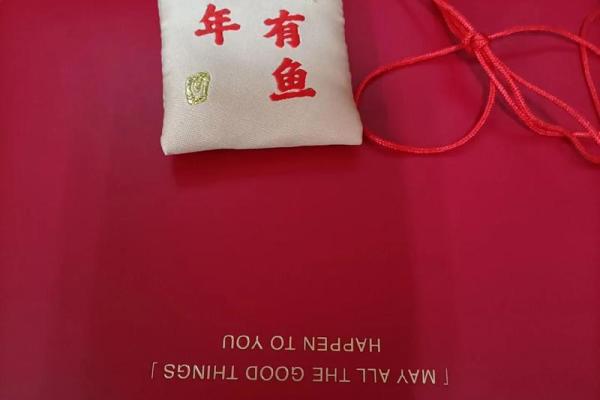 年
有鱼
「 MAY ALL THE GOOD THINGS 」
HAPPEN TO YOU